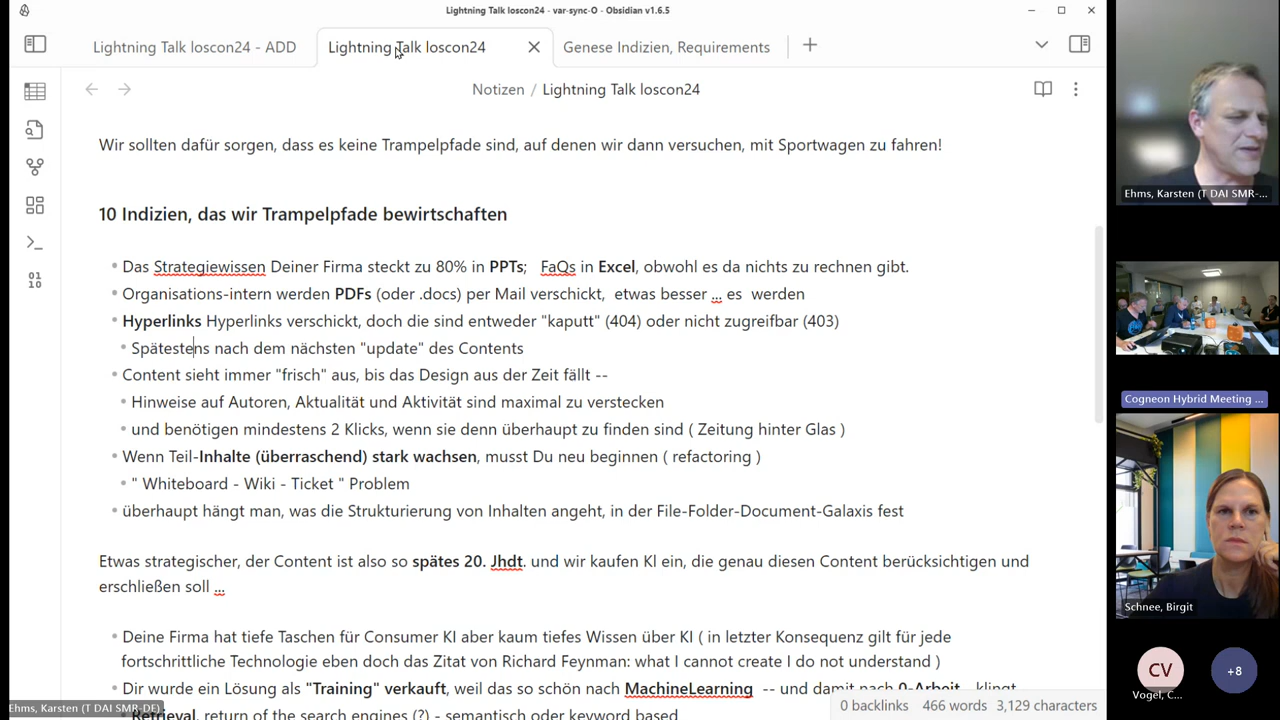 Lightning Talk loscon24 - var-sync-O - Obsidian v1.6.5
Lightning Talk loscon24 - ADD
Lightning Talk loscon24
Genese Indizien, Requirements
Notizen / Lightning Talk loscon24
Wir sollten dafür sorgen, dass es keine Trampelpfade sind, auf denen wir dann versuchen, mit Sportwagen zu fahren!
10 Indizien, das wir Trampelpfade bewirtschaften
Das Strategiewissen Deiner Firma steckt zu 80% in PPTs; FaQs in Excel, obwohl es da nichts zu rechnen gibt.
Organisations-intern werden PDFs (oder .docs) per Mail verschickt, etwas besser ... es werden
Hyperlinks Hyperlinks verschickt, doch die sind entweder "kaputt" (404) oder nicht zugreifbar (403)
Spätestens nach dem nächsten "update" des Contents
Content sieht immer "frisch" aus, bis das Design aus der Zeit fällt --
Hinweise auf Autoren, Aktualität und Aktivität sind maximal zu verstecken
und benötigen mindestens 2 Klicks, wenn sie denn überhaupt zu finden sind ( Zeitung hinter Glas )
Wenn Teil-Inhalte (überraschend) stark wachsen, musst Du neu beginnen ( refactoring )
" Whiteboard - Wiki - Ticket " Problem
überhaupt hängt man, was die Strukturierung von Inhalten angeht, in der File-Folder-Document-Galaxis fest
Etwas strategischer, der Content ist also so spätes 20. Jhdt. und wir kaufen KI ein, die genau diesen Content berücksichtigen und
erschließen soll ...
Deine Firma hat tiefe Taschen für Consumer KI aber kaum tiefes Wissen über KI ( in letzter Konsequenz gilt für jede
fortschrittliche Technologie eben doch das Zitat von Richard Feynman: what I cannot create I do not understand )
Dir wurde ein Lösung als "Training" verkauft, weil das so schön nach MachineLearning -- und damit nach 0-Arbeit klingt
Retrieval, return of the search engines (?) - semantisch oder keyword based
0 backlinks 466 words 3,129 characters
Ehms, Karsten (T DAI SMR-DE)
Ehms, Karsten (T DAI SMR-...
Cogneon Hybrid Meeting ...
Schnee, Birgit
CV
Vogel, C...
+8